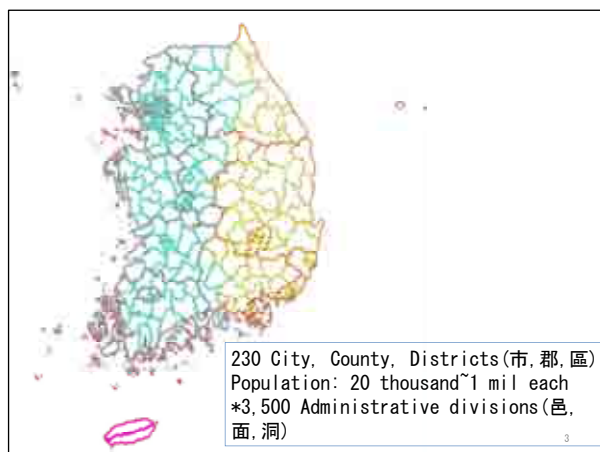 230 City, County, Districts(市,郡,區)
Population: 20 thousand~1 mil each
*3,500 Administrative divisions(邑,
面,洞)
3